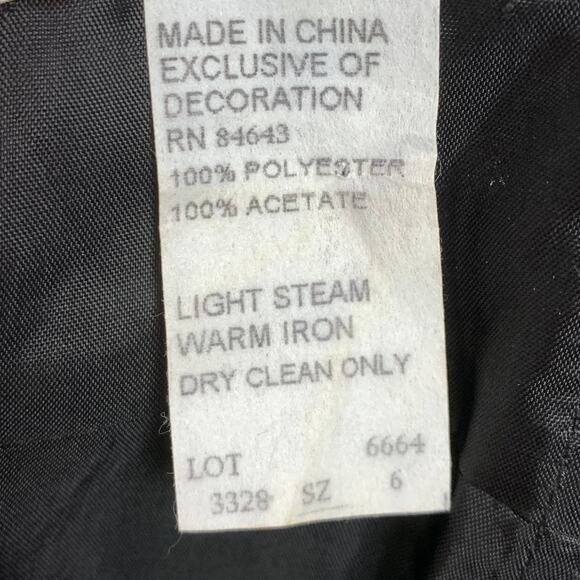 MADE IN CHINA
EXCLUSIVE OF
DECORATION
RN 84643
100% POLYESTER
100% ACETATE
LIGHT STEAM
WARM IRON
DRY CLEAN ONLY
LOT 6664
3328 SZ 6